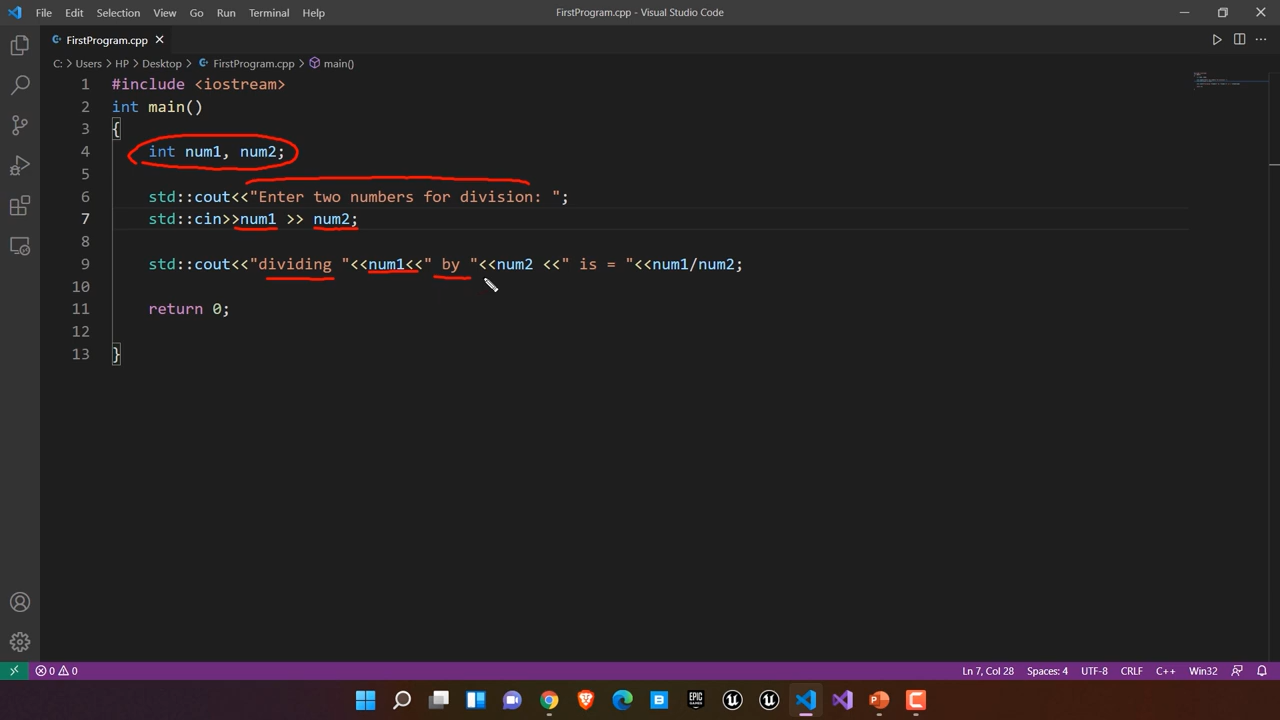 File Edit Selection View Go Run Terminal Help FirstProgram.cpp - Visual Studio Code
FirstProgram.cpp
C: > Users > HP > Desktop > FirstProgram.cpp > main()
1 #include <iostream>
2 int main()
3 {
4 int num1, num2;
5
6 std::cout<<"Enter two numbers for division: ";
7 std::cin>>num1 >> num2;
8
9 std::cout<<"dividing "<<num1<<" by "<<num2 <<" is = "<<num1/num2;
10
11 return 0;
12
13 }
0 0 Ln 7, Col 28 Spaces: 4 UTF-8 CRLF C++ Win32